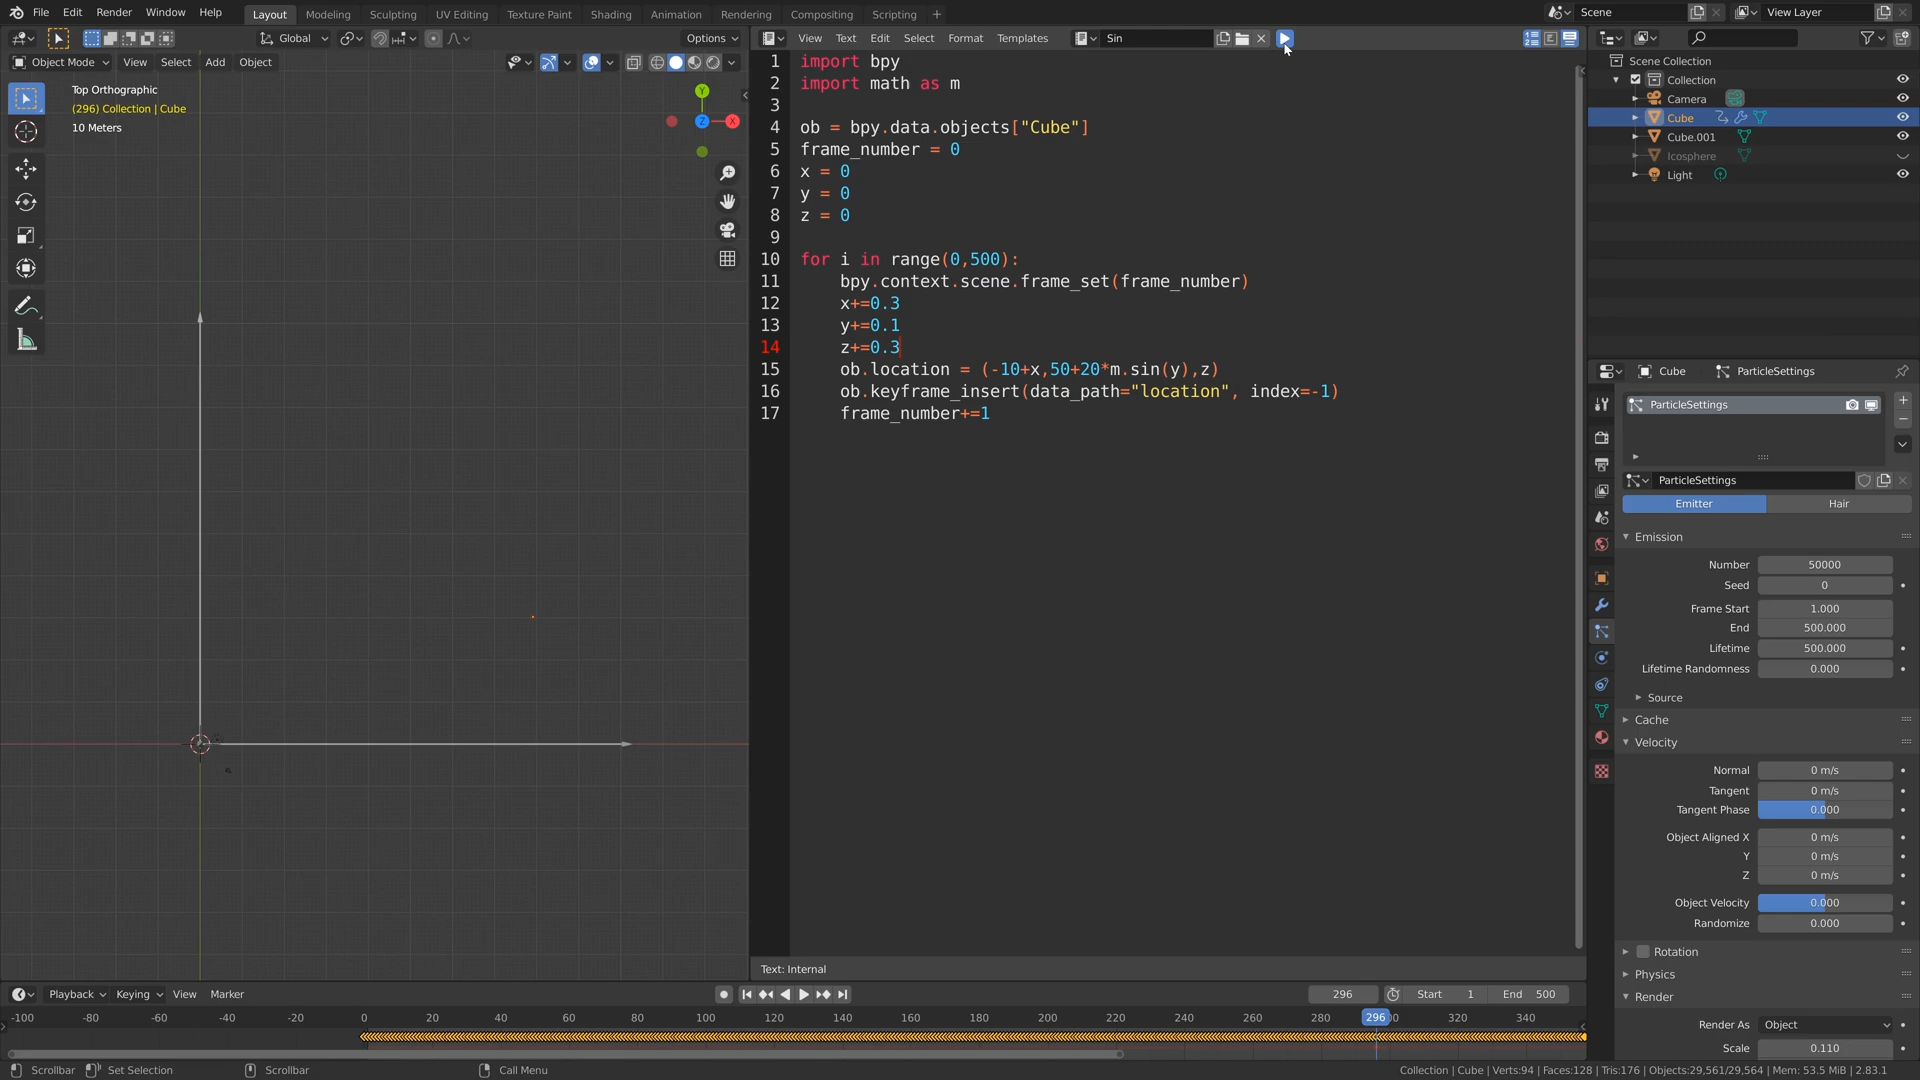 File Edit Render Window Help Layout Modeling Sculpting UV Editing Texture Paint Shading Animation Rendering Compositing Scripting + Scene View Layer
Global Options
View Text Edit Select Format Templates Sin
Object Mode View Select Add Object
Top Orthographic
(296) Collection | Cube
10 Meters
Y
Z
X
1 import bpy
2 import math as m
3
4 ob = bpy.data.objects["Cube"]
5 frame_number = 0
6 x = 0
7 y = 0
8 z = 0
9
10 for i in range(0,500):
11 bpy.context.scene.frame_set(frame_number)
12 x+=0.3
13 y+=0.1
14 z+=0.3
15 ob.location = (-10+x,50+20*m.sin(y),z)
16 ob.keyframe_insert(data_path="location", index=-1)
17 frame_number+=1
Text: Internal
Scene Collection
Collection
Camera
Cube
Cube.001
Icosphere
Light
Cube ParticleSettings
ParticleSettings
ParticleSettings
Emitter Hair
Emission
Number 50000
Seed 0
Frame Start 1.000
End 500.000
Lifetime 500.000
Lifetime Randomness 0.000
Source
Cache
Velocity
Normal 0 m/s
Tangent 0 m/s
Tangent Phase 0.000
Object Aligned X 0 m/s
Y 0 m/s
Z 0 m/s
Object Velocity 0.000
Randomize 0.000
Rotation
Physics
Render
Render As Object
Scale 0.110
Playback Keying View Marker 296 Start 1 End 500
-100 -80 -60 -40 -20 0 20 40 60 80 100 120 140 160 180 200 220 240 260 280 296 320 340
Scrollbar Set Selection Scrollbar Call Menu Collection | Cube | Verts:94 | Faces:128 | Tris:176 | Objects:29,561/29,564 | Mem: 53.5 MiB | 2.83.1